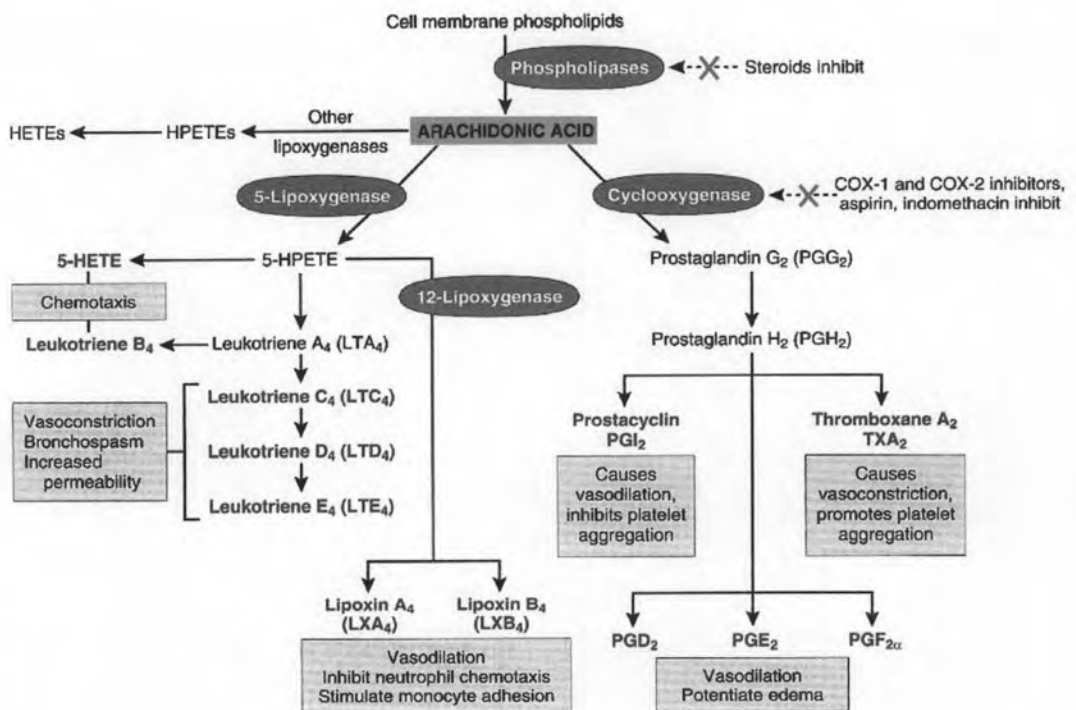 Cell membrane phospholipids
Phospholipases
Steroids inhibit
HETEs
HPETEs
Other
lipoxygenases
ARACHIDONIC ACID
5-Lipoxygenase
Cyclooxygenase
COX-1 and COX-2 inhibitors,
aspirin, indomethacin inhibit
5-HETE
5-HPETE
Prostaglandin G₂ (PGG₂)
Chemotaxis
12-Lipoxygenase
Leukotriene B₄
Leukotriene A₄ (LTA₄)
Prostaglandin H₂ (PGH₂)
Leukotriene C₄ (LTC₄)
Vasoconstriction
Bronchospasm
Increased
permeability
Leukotriene D₄ (LTD₄)
Leukotriene E₄ (LTE₄)
Prostacyclin
PGI₂
Causes
vasodilation,
inhibits platelet
aggregation
Thromboxane A₂
TXA₂
Causes
vasoconstriction,
promotes platelet
aggregation
Lipoxin A₄
(LXA₄)
Lipoxin B₄
(LXB₄)
Vasodilation
Inhibit neutrophil chemotaxis
Stimulate monocyte adhesion
PGD₂
PGE₂
PGF₂α
Vasodilation
Potentiate edema